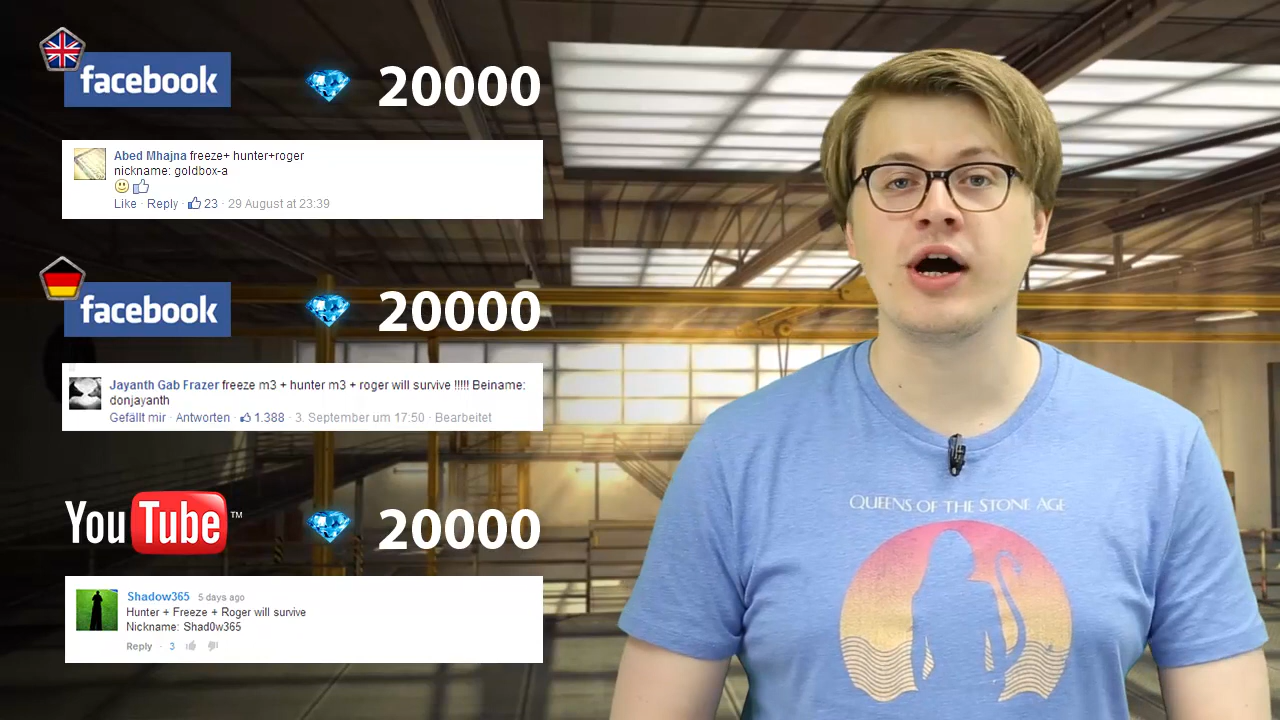 facebook 20000
Abed Mhajna freeze+ hunter+roger
nickname: goldbox-a
Like · Reply · 23 · 29 August at 23:39
facebook 20000
Jayanth Gab Frazer freeze m3 + hunter m3 + roger will survive !!!!! Beiname:
donjayanth
Gefällt mir · Antworten · 1.388 · 3. September um 17:50 · Bearbeitet
You Tube ™ 20000
Shadow365 5 days ago
Hunter + Freeze + Roger will survive
Nickname: Shad0w365
Reply · 3
QUEENS OF THE STONE AGE